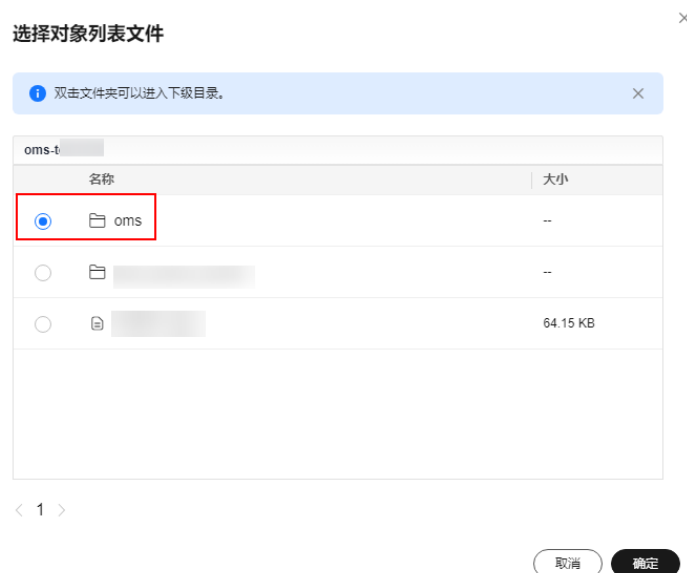 选择对象列表文件
双击文件夹可以进入下级目录。
oms-t
名称 大小
oms --
--
64.15 KB
1
取消 确定